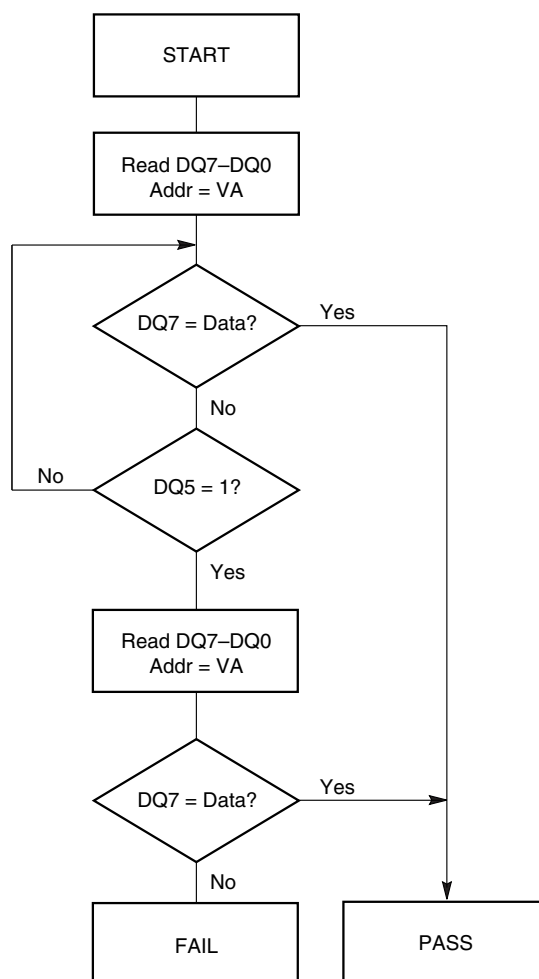 START
Read DQ7–DQ0
Addr = VA
DQ7 = Data?
Yes
No
No
DQ5 = 1?
Yes
Read DQ7–DQ0
Addr = VA
DQ7 = Data?
Yes
No
FAIL
PASS